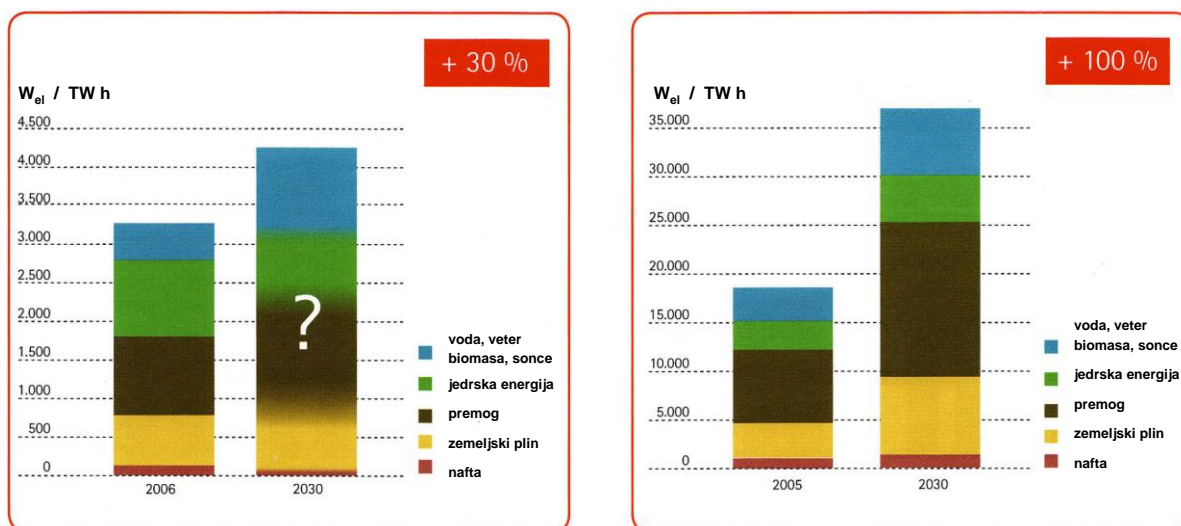 + 30 %
Wel / TW h
4.500
4.000
3.500
3.000
2.500
2.000
1.500
1.000
500
0
?
2006
2030
voda, veter
biomasa, sonce
jedrska energija
premog
zemeljski plin
nafta
+ 100 %
Wel / TW h
35.000
30.000
25.000
20.000
15.000
10.000
5.000
0
2005
2030
voda, veter
biomasa, sonce
jedrska energija
premog
zemeljski plin
nafta